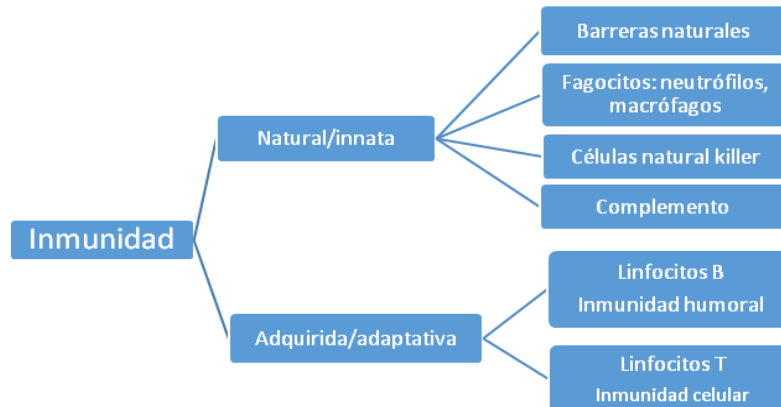 Inmunidad
Natural/innata
Barreras naturales
Fagocitos: neutrófilos,
macrófagos
Células natural killer
Complemento
Adquirida/adaptativa
Linfocitos B
Inmunidad humoral
Linfocitos T
Inmunidad celular